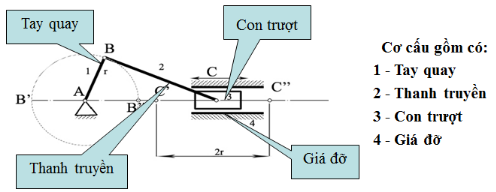 Tay quay
Con trượt
Cơ cấu gồm có:
1 - Tay quay
2 - Thanh truyền
3 - Con trượt
4 - Giá đỡ
B
1
r
2
C
B'
A
B''
C'
3
C''
4
2r
Thanh truyền
Giá đỡ